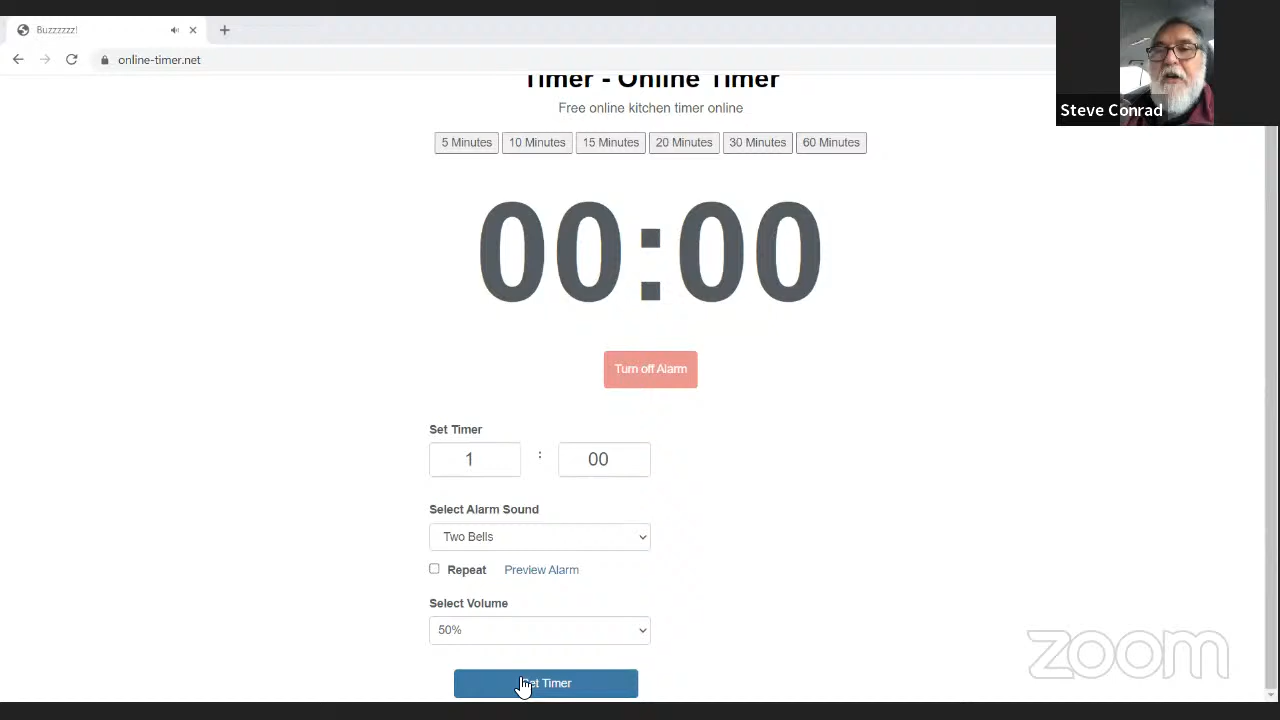 Buzzzzzz!
online-timer.net
Timer - Online Timer
Free online kitchen timer online
5 Minutes 10 Minutes 15 Minutes 20 Minutes 30 Minutes 60 Minutes
00:00
Turn off Alarm
Set Timer
1 : 00
Select Alarm Sound
Two Bells
Repeat Preview Alarm
Select Volume
50%
Set Timer
Steve Conrad
zoom